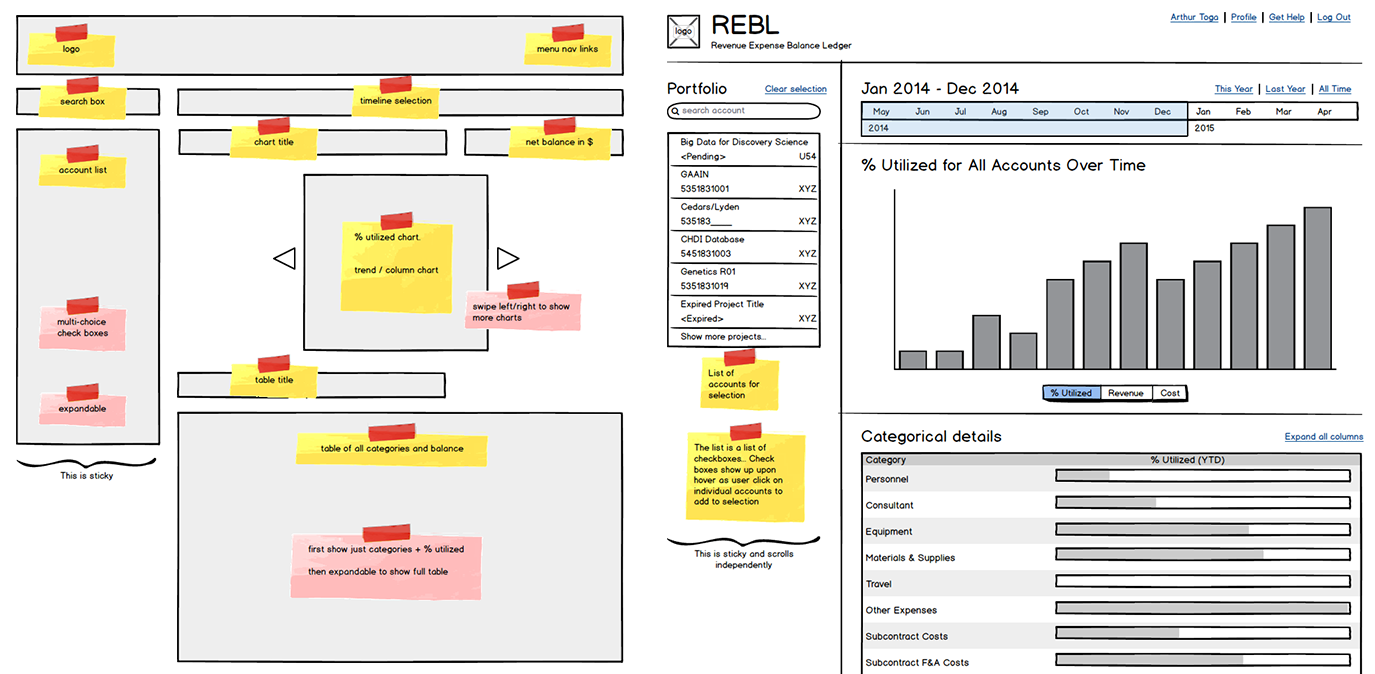 logo
menu nav links
search box
timeline selection
chart title
net balance in $
account list
% utilized chart.
trend / column chart
swipe left/right to show
more charts
multi-choice
check boxes
expandable
This is sticky
table title
table of all categories and balance
first show just categories + % utilized
then expandable to show full table
logo
REBL
Revenue Expense Balance Ledger
Arthur Toga
Profile
Get Help
Log Out
Portfolio
Clear selection
search account
Big Data for Discovery Science
<Pending> U54
GAAIN
5351831001 XYZ
Cedars/Lyden
535183____ XYZ
CHDI Database
5451831003 XYZ
Genetics R01
5351831019 XYZ
Expired Project Title
<Expired> XYZ
Show more projects...
List of
accounts for
selection
The list is a list of
checkboxes... Check
boxes show up upon
hover as user click on
individual accounts to
add to selection
This is sticky and scrolls
independently
Jan 2014 - Dec 2014
This Year
Last Year
All Time
May Jun Jul Aug Sep Oct Nov Dec Jan Feb Mar Apr
2014 2015
% Utilized for All Accounts Over Time
% Utilized Revenue Cost
Categorical details
Expand all columns
Category % Utilized (YTD)
Personnel
Consultant
Equipment
Materials & Supplies
Travel
Other Expenses
Subcontract Costs
Subcontract F&A Costs